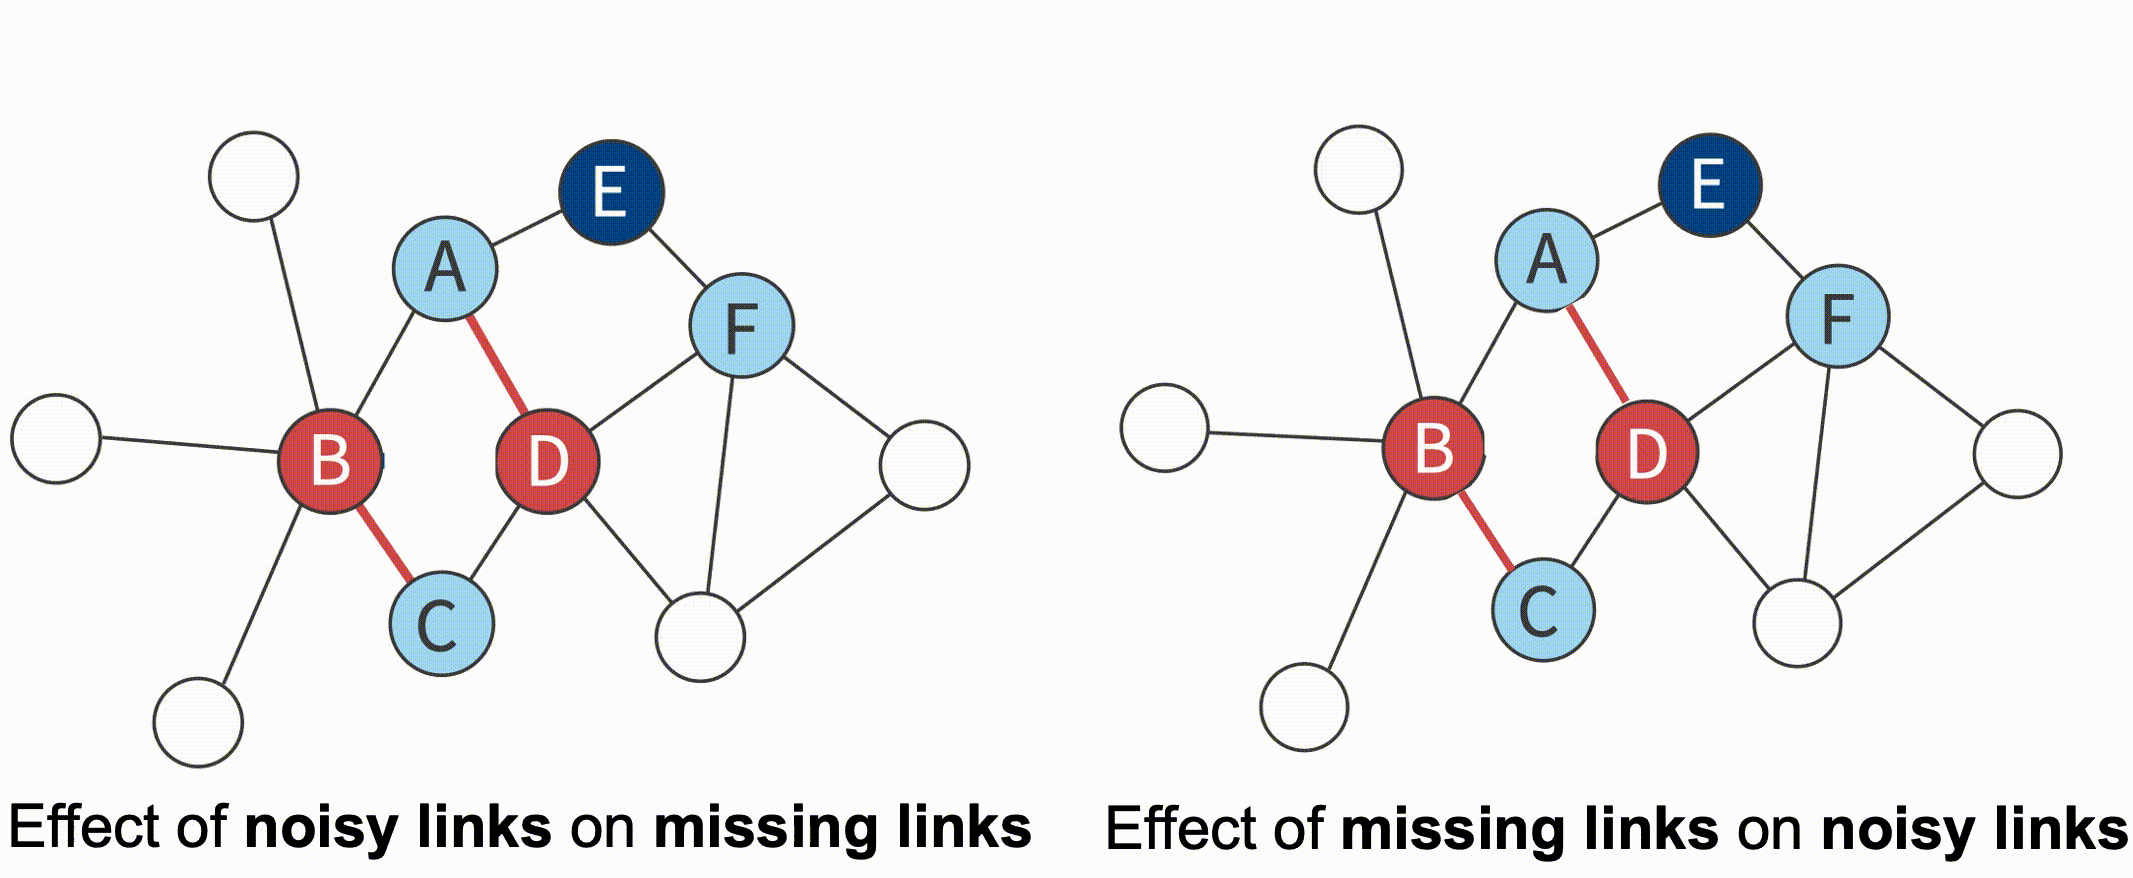 E
A
F
B
D
C
Effect of noisy links on missing links
E
A
F
B
D
C
Effect of missing links on noisy links